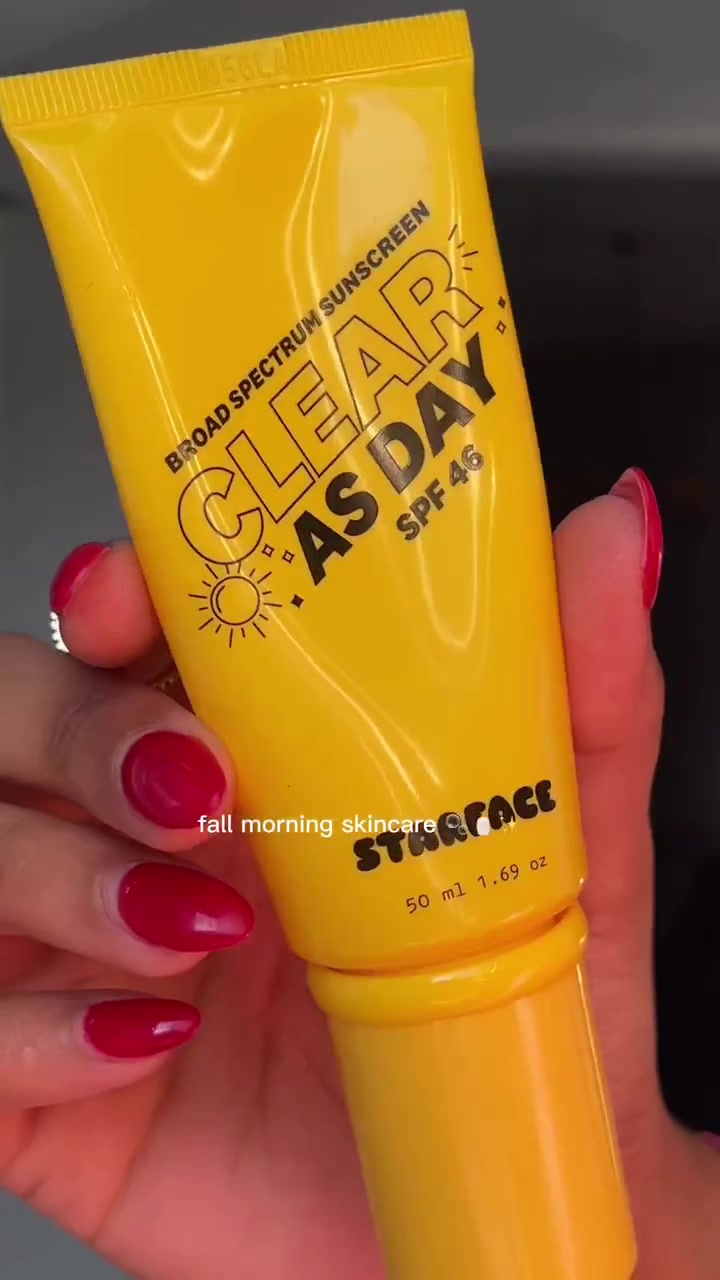 BROAD SPECTRUM SUNSCREEN
CLEAR
AS DAY
SPF 46
fall morning skincare
STARFACE
50 ml 1.69 oz